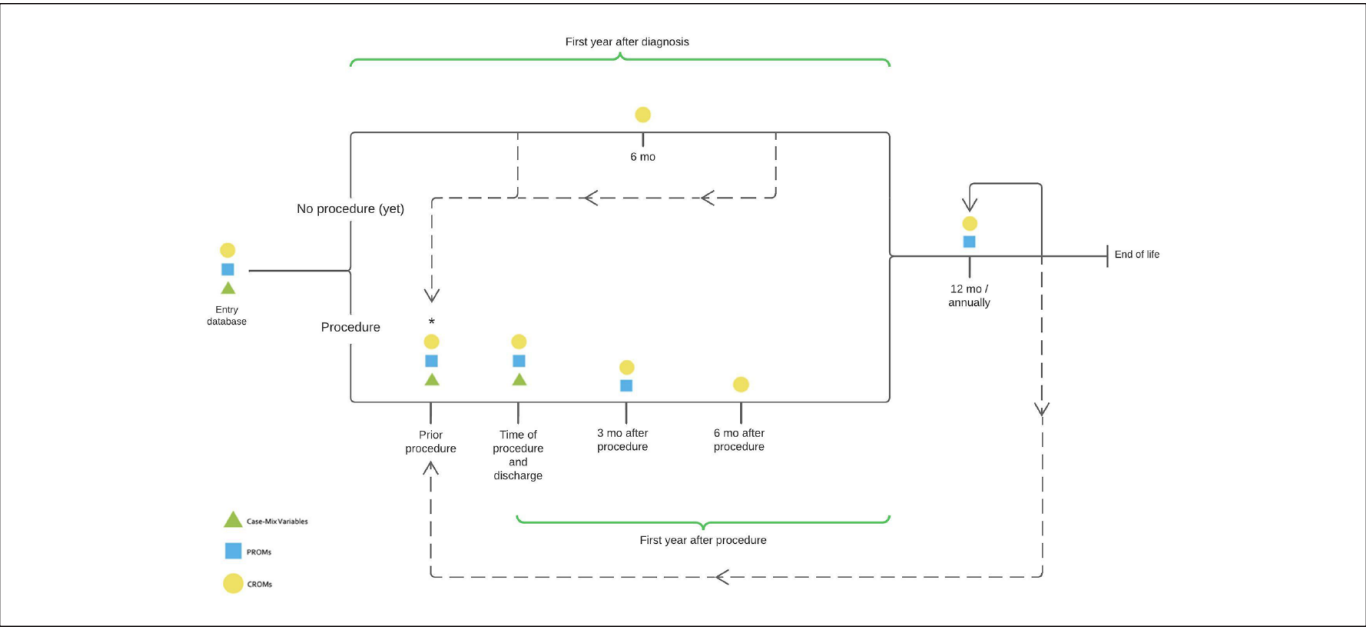 First year after diagnosis
6 mo
No procedure (yet)
Entry
database
Procedure
*
Prior
procedure
Time of
procedure
and
discharge
3 mo after
procedure
6 mo after
procedure
12 mo /
annually
End of life
First year after procedure
Case-Mix Variables
PROMs
CROMs